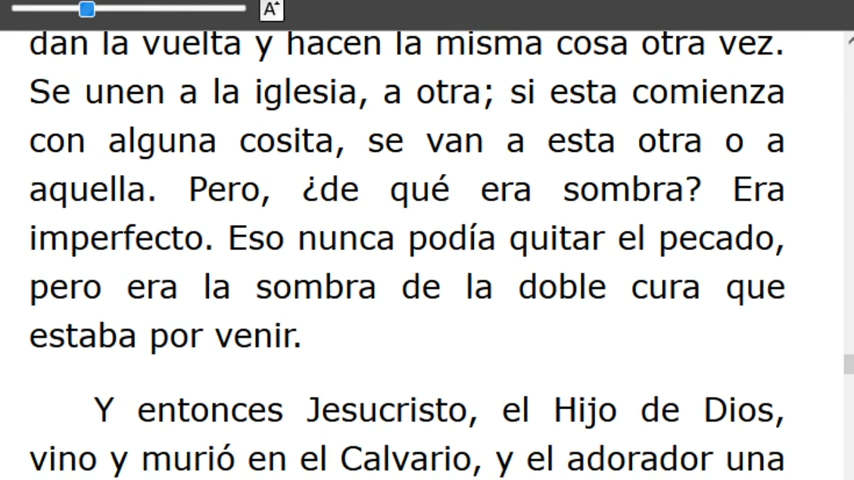 A
dan la vuelta y hacen la misma cosa otra vez.
Se unen a la iglesia, a otra; si esta comienza
con alguna cosita, se van a esta otra o a
aquella. Pero, ¿de qué era sombra? Era
imperfecto. Eso nunca podía quitar el pecado,
pero era la sombra de la doble cura que
estaba por venir.
Y entonces Jesucristo, el Hijo de Dios,
vino y murió en el Calvario, y el adorador una